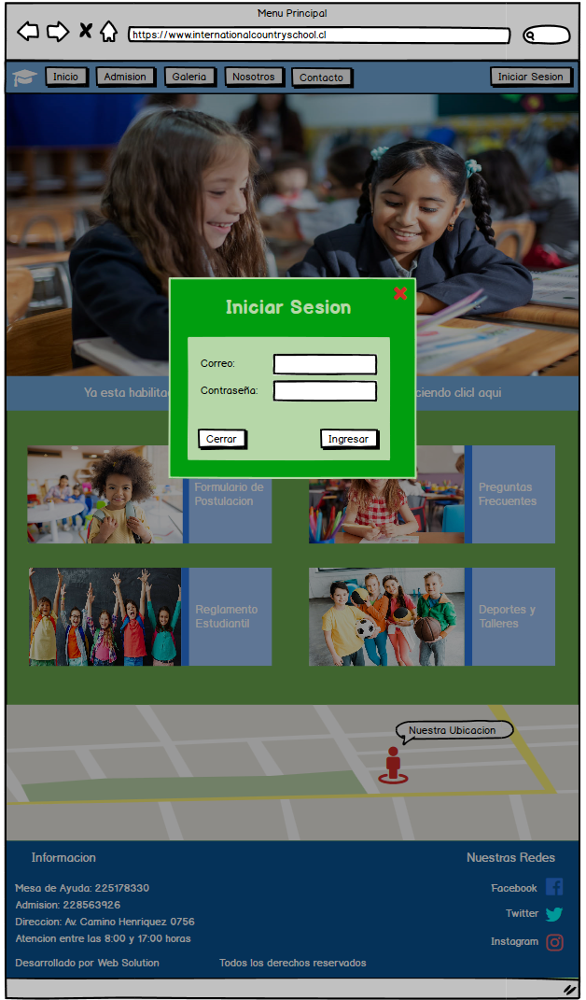 Menu Principal
https://www.internationalcountryschool.cl
Inicio Admision Galeria Nosotros Contacto Iniciar Sesion
Iniciar Sesion
Correo:
Contraseña:
Ya esta habilitad ciendo clicl aqui
Cerrar Ingresar
Formulario de
Postulacion
Preguntas
Frecuentes
Reglamento
Estudiantil
Deportes y
Talleres
Nuestra Ubicacion
Informacion
Nuestras Redes
Mesa de Ayuda: 225178330
Admision: 228563926
Direccion: Av. Camino Henriquez 0756
Atencion entre las 8:00 y 17:00 horas
Facebook
Twitter
Instagram
Desarrollado por Web Solution Todos los derechos reservados